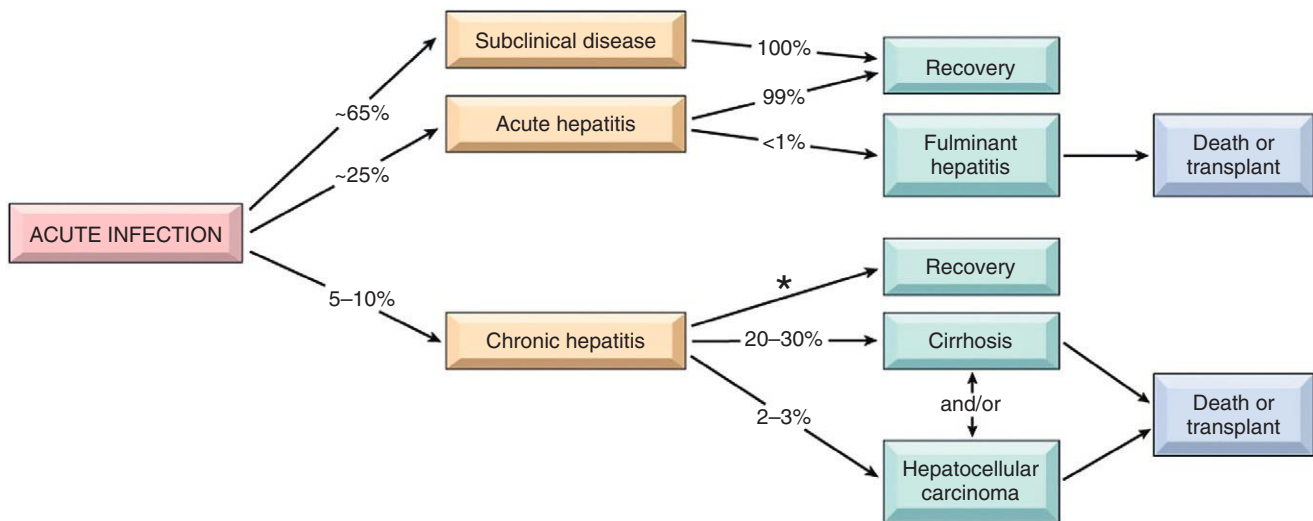 Subclinical disease
100%
Recovery
~65%
99%
Acute hepatitis
<1%
Fulminant
hepatitis
Death or
transplant
~25%
ACUTE INFECTION
5–10%
*
Recovery
Chronic hepatitis
20–30%
Cirrhosis
2–3%
and/or
Death or
transplant
Hepatocellular
carcinoma